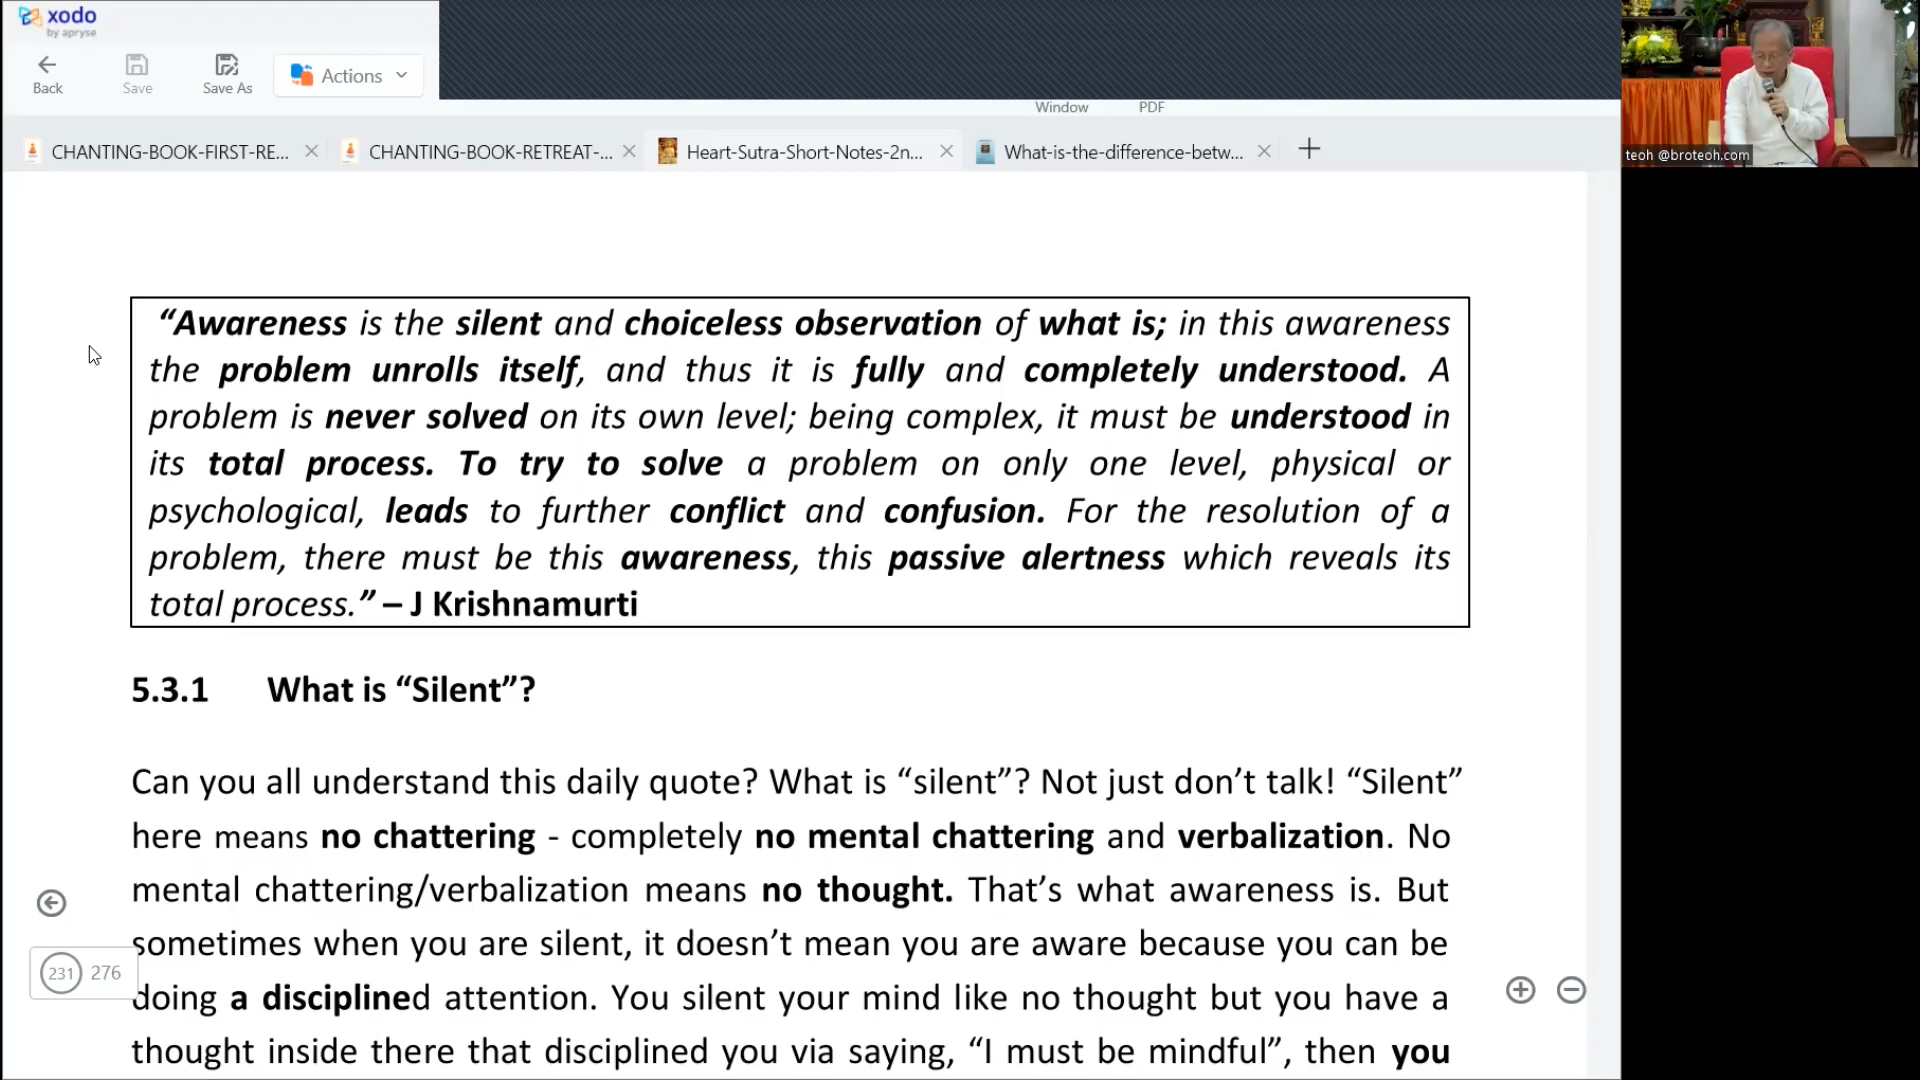 xodo
by apryse
Back
Save
Save As
Actions
Window
PDF
CHANTING-BOOK-FIRST-RE...
CHANTING-BOOK-RETREAT-...
Heart-Sutra-Short-Notes-2n...
What-is-the-difference-betw...
teoh @broteoh.com
“Awareness is the silent and choiceless observation of what is; in this awareness
the problem unrolls itself, and thus it is fully and completely understood. A
problem is never solved on its own level; being complex, it must be understood in
its total process. To try to solve a problem on only one level, physical or
psychological, leads to further conflict and confusion. For the resolution of a
problem, there must be this awareness, this passive alertness which reveals its
total process.” – J Krishnamurti
5.3.1 What is “Silent”?
Can you all understand this daily quote? What is “silent”? Not just don’t talk! “Silent”
here means no chattering - completely no mental chattering and verbalization. No
mental chattering/verbalization means no thought. That’s what awareness is. But
sometimes when you are silent, it doesn’t mean you are aware because you can be
doing a disciplined attention. You silent your mind like no thought but you have a
thought inside there that disciplined you via saying, “I must be mindful”, then you
231 276